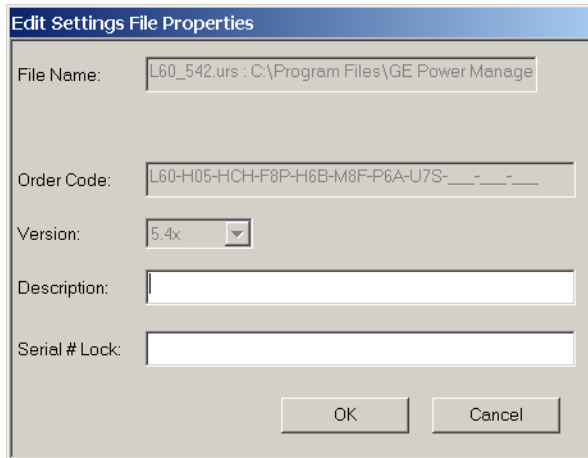 Edit Settings File Properties
File Name: L60_542.urs : C:\Program Files\GE Power Manage
Order Code: L60-H05-HCH-F8P-H6B-M8F-P6A-U7S-___-___-___
Version: 5.4x
Description:
Serial # Lock:
OK Cancel